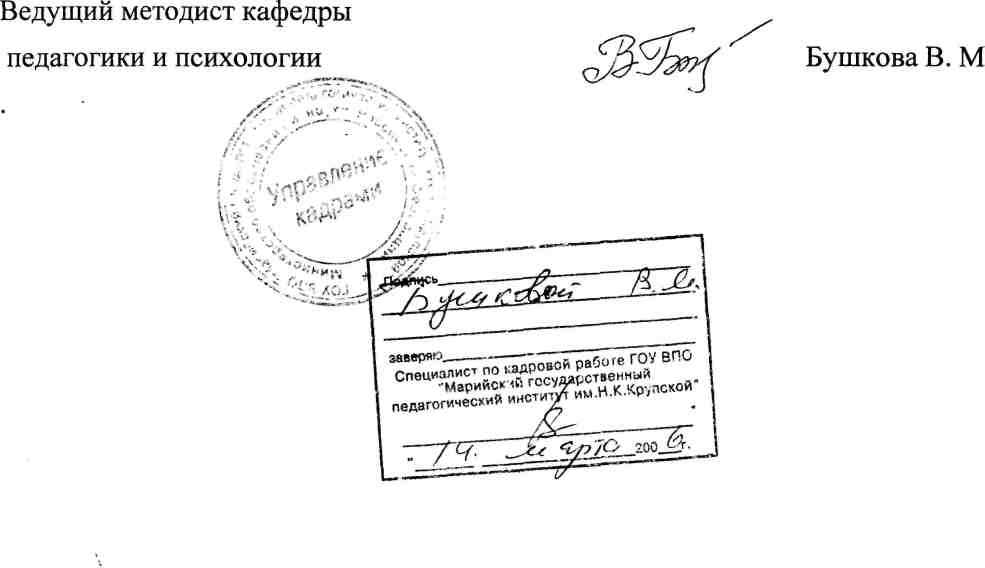 Ведущий методист кафедры
педагогики и психологии
Бушкова В. М
Управление
кадрами
Подпись
Бушковой В. М.
заверяю
Специалист по кадровой работе ГОУ ВПО
"Марийский государственный
педагогический институт им.Н.К.Крупской"
"14. марта 2006г.